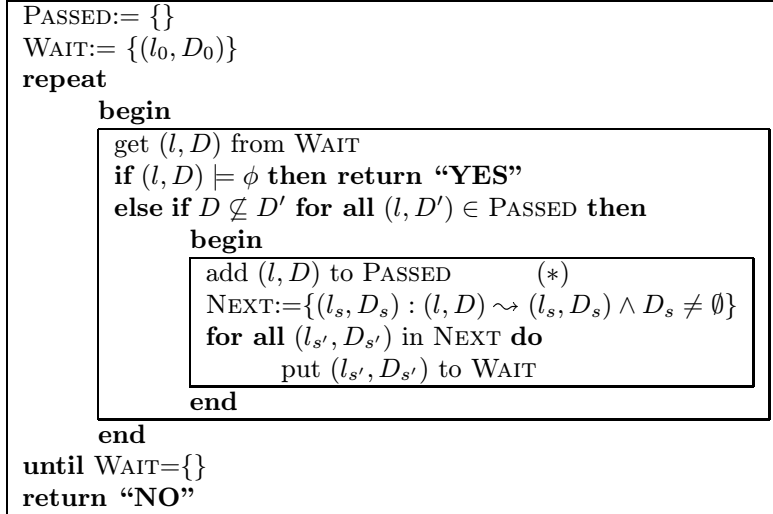 PASSED:= {}
WAIT:= {(l₀, D₀)}
repeat
begin
get (l, D) from WAIT
if (l, D) ⊨ ϕ then return “YES”
else if D ⊈ D′ for all (l, D′) ∈ PASSED then
begin
add (l, D) to PASSED (∗)
NEXT:={(lₛ, Dₛ) : (l, D) ⇝ (lₛ, Dₛ) ∧ Dₛ ≠ ∅}
for all (lₛ′, Dₛ′) in NEXT do
put (lₛ′, Dₛ′) to WAIT
end
end
until WAIT={}
return “NO”